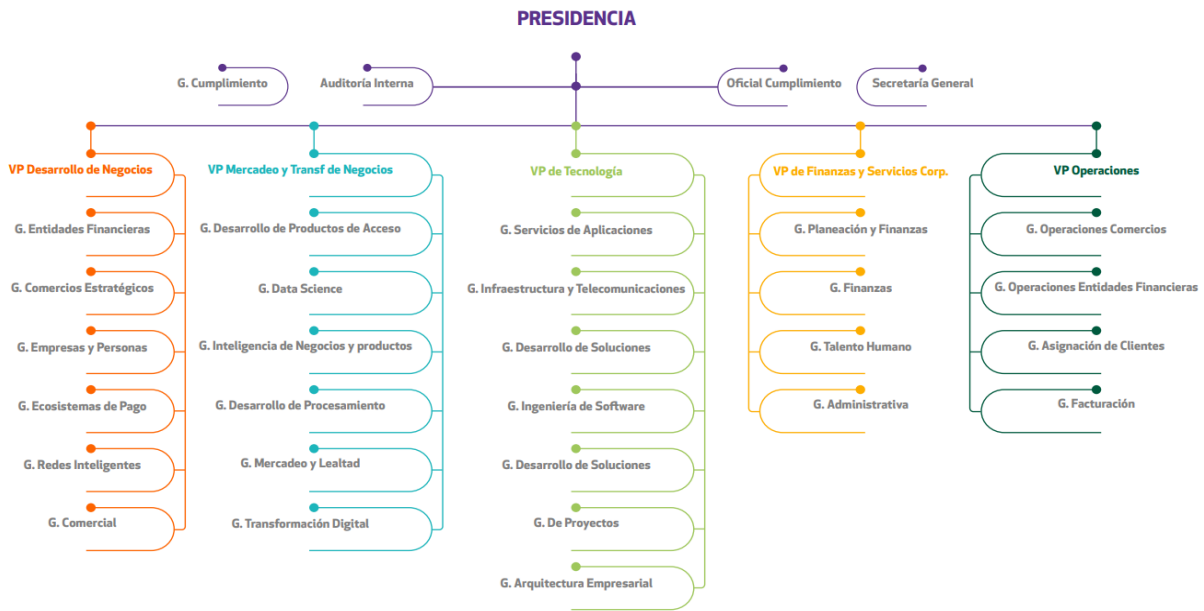 PRESIDENCIA
G. Cumplimiento
Auditoría Interna
Oficial Cumplimiento
Secretaría General
VP Desarrollo de Negocios
G. Entidades Financieras
G. Comercios Estratégicos
G. Empresas y Personas
G. Ecosistemas de Pago
G. Redes Inteligentes
G. Comercial
VP Mercadeo y Transf de Negocios
G. Desarrollo de Productos de Acceso
G. Data Science
G. Inteligencia de Negocios y productos
G. Desarrollo de Procesamiento
G. Mercadeo y Lealtad
G. Transformación Digital
VP de Tecnología
G. Servicios de Aplicaciones
G. Infraestructura y Telecomunicaciones
G. Desarrollo de Soluciones
G. Ingeniería de Software
G. Desarrollo de Soluciones
G. De Proyectos
G. Arquitectura Empresarial
VP de Finanzas y Servicios Corp.
G. Planeación y Finanzas
G. Finanzas
G. Talento Humano
G. Administrativa
VP Operaciones
G. Operaciones Comercios
G. Operaciones Entidades Financieras
G. Asignación de Clientes
G. Facturación